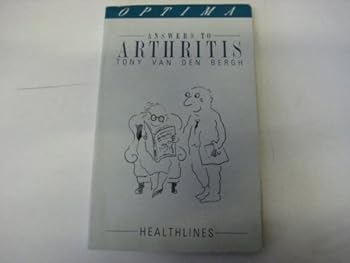 OPTIMA
ANSWERS TO
ARTHRITIS
TONY VAN DEN BERGH
HEALTHLINES